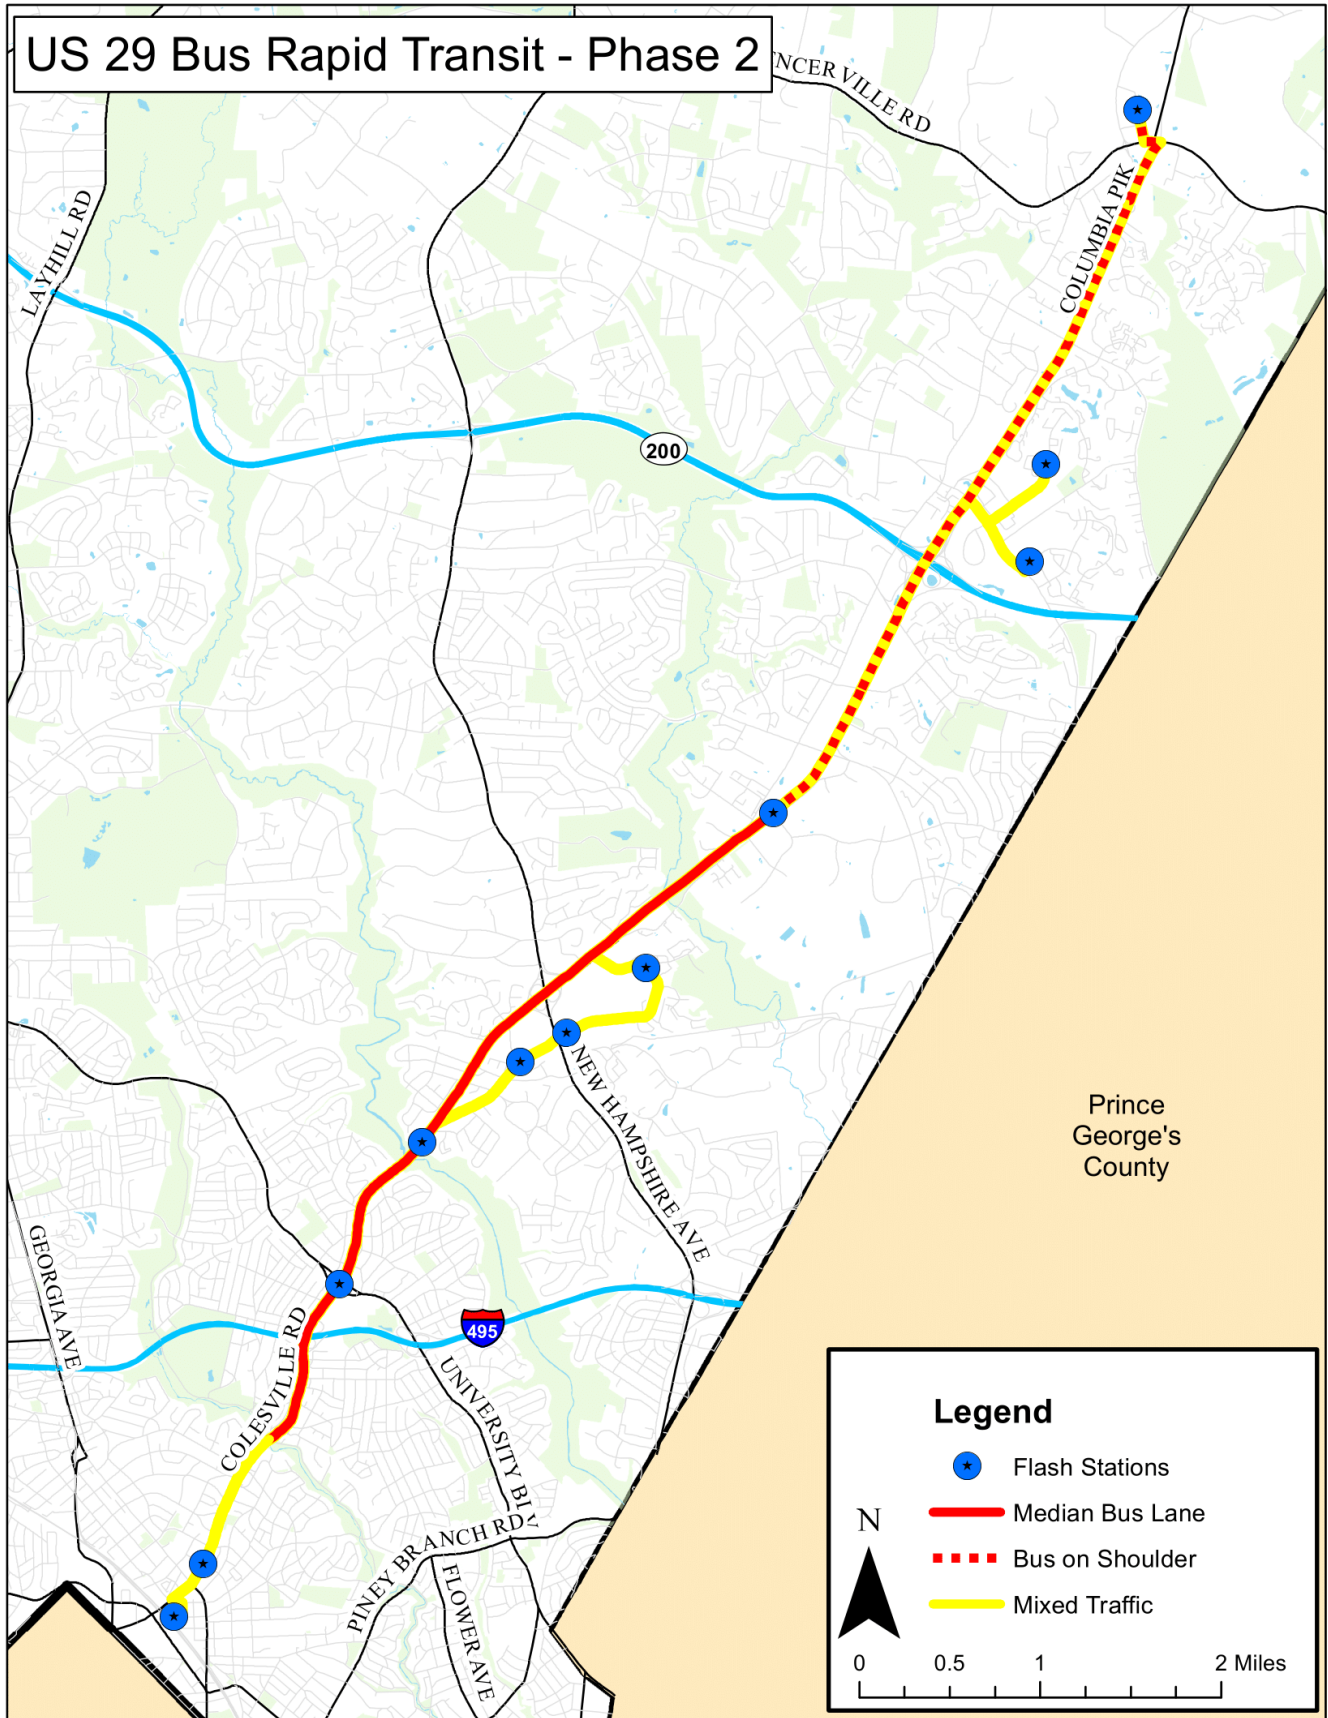 US 29 Bus Rapid Transit - Phase 2
NCER VILLE RD
COLUMBIA PIK
LAYHILL RD
200
Prince
George's
County
NEW HAMPSHIRE AVE
GEORGIA AVE
COLESVILLE RD
495
UNIVERSITY BLV
PINEY BRANCH RD
FLOWER AVE
Legend
Flash Stations
Median Bus Lane
N
Bus on Shoulder
Mixed Traffic
0 0.5 1 2 Miles